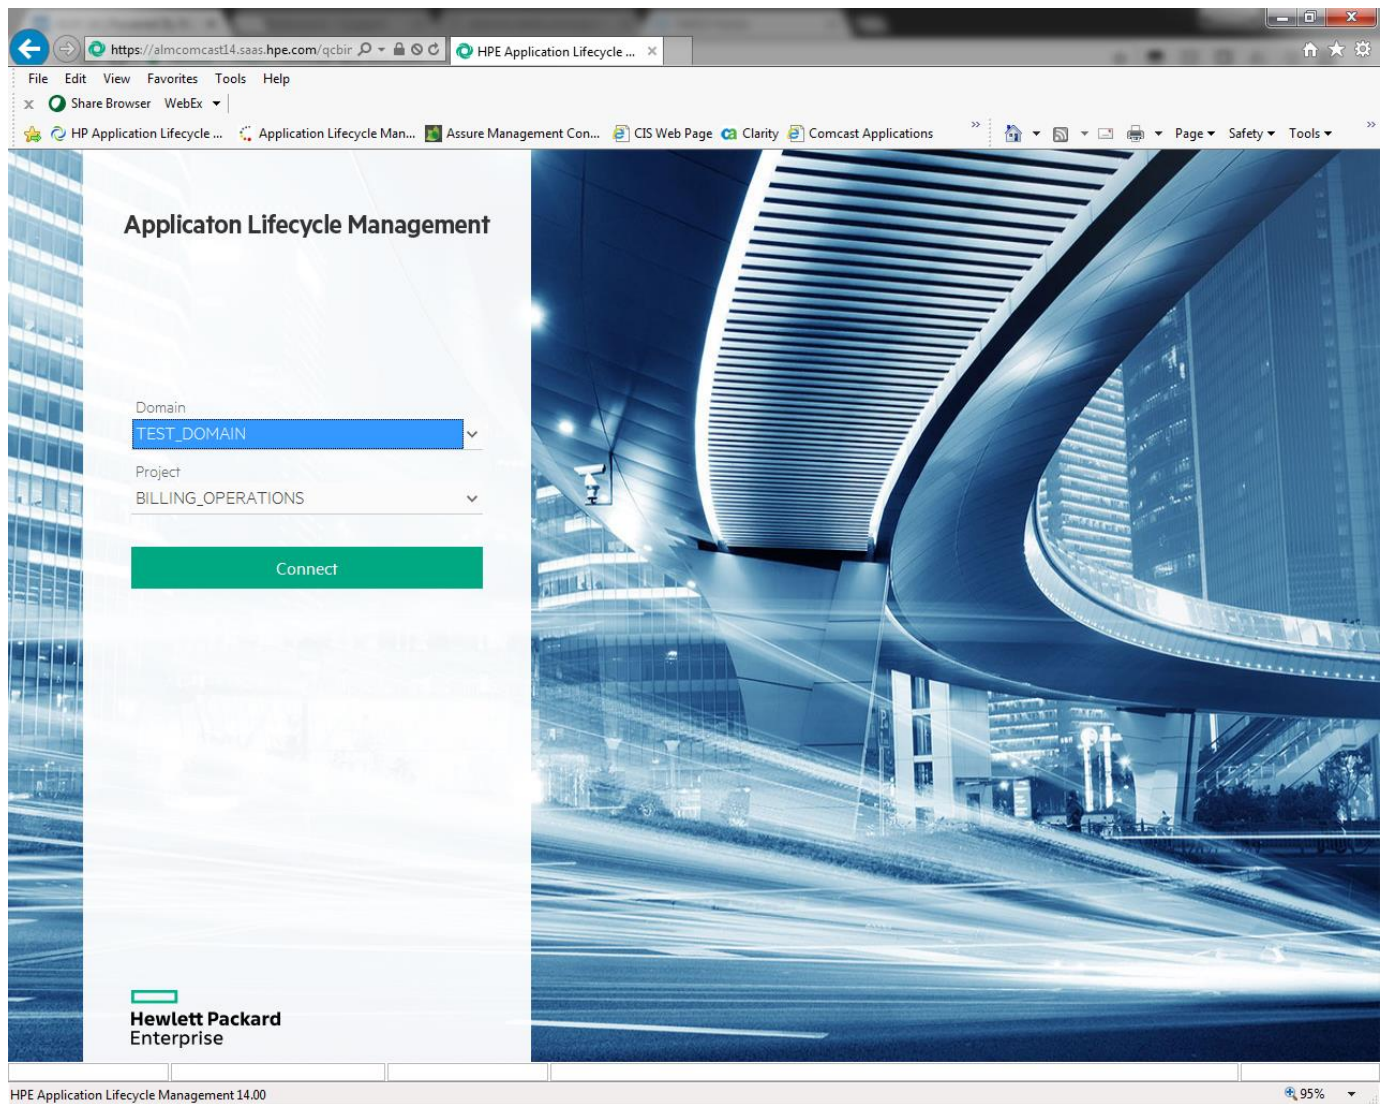 https://almcomcast14.saas.hpe.com/qcbir
HPE Application Lifecycle ...
File Edit View Favorites Tools Help
Share Browser WebEx
HP Application Lifecycle ... Application Lifecycle Man... Assure Management Con... CIS Web Page Clarity Comcast Applications Page Safety Tools
Applicaton Lifecycle Management
Domain
TEST_DOMAIN
Project
BILLING_OPERATIONS
Connect
Hewlett Packard
Enterprise
HPE Application Lifecycle Management 14.00 95%